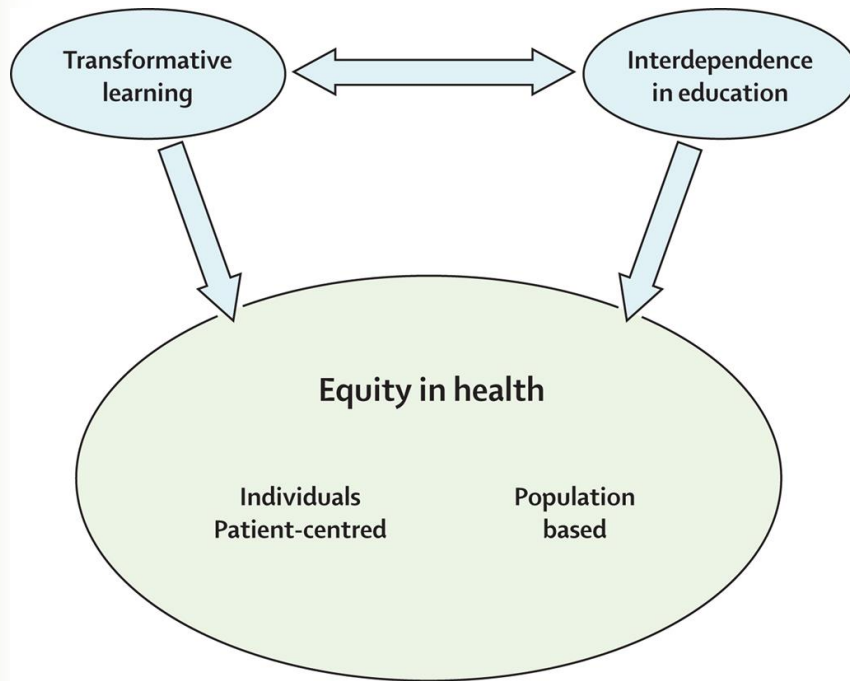 Transformative
learning
Interdependence
in education
Equity in health
Individuals
Patient-centred
Population
based